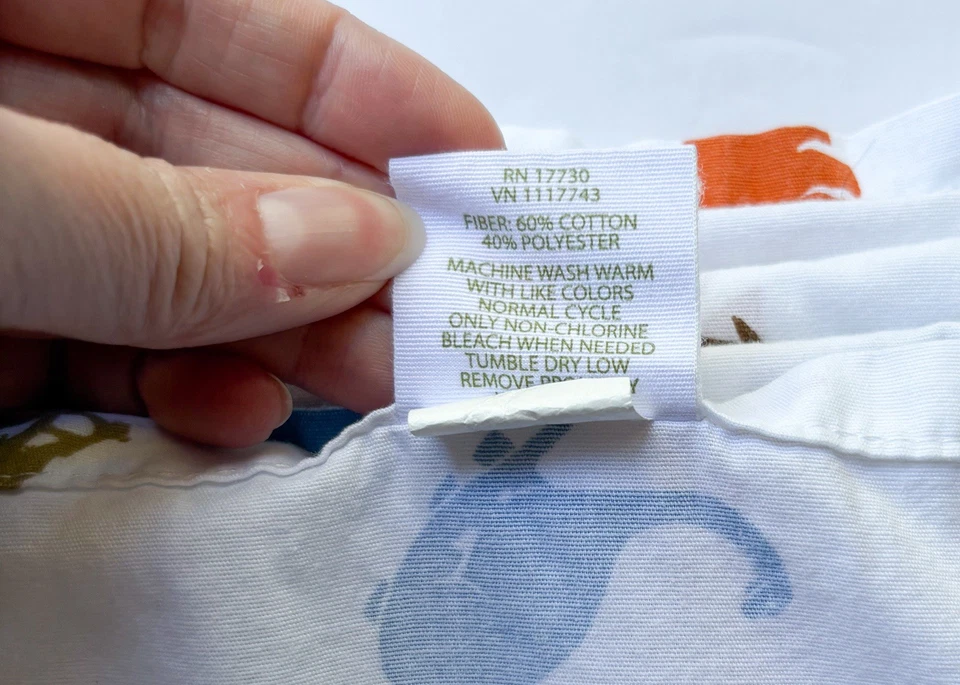 RN 17730
VN 1117743
FIBER: 60% COTTON
40% POLYESTER
MACHINE WASH WARM
WITH LIKE COLORS
NORMAL CYCLE
ONLY NON-CHLORINE
BLEACH WHEN NEEDED
TUMBLE DRY LOW
REMOVE